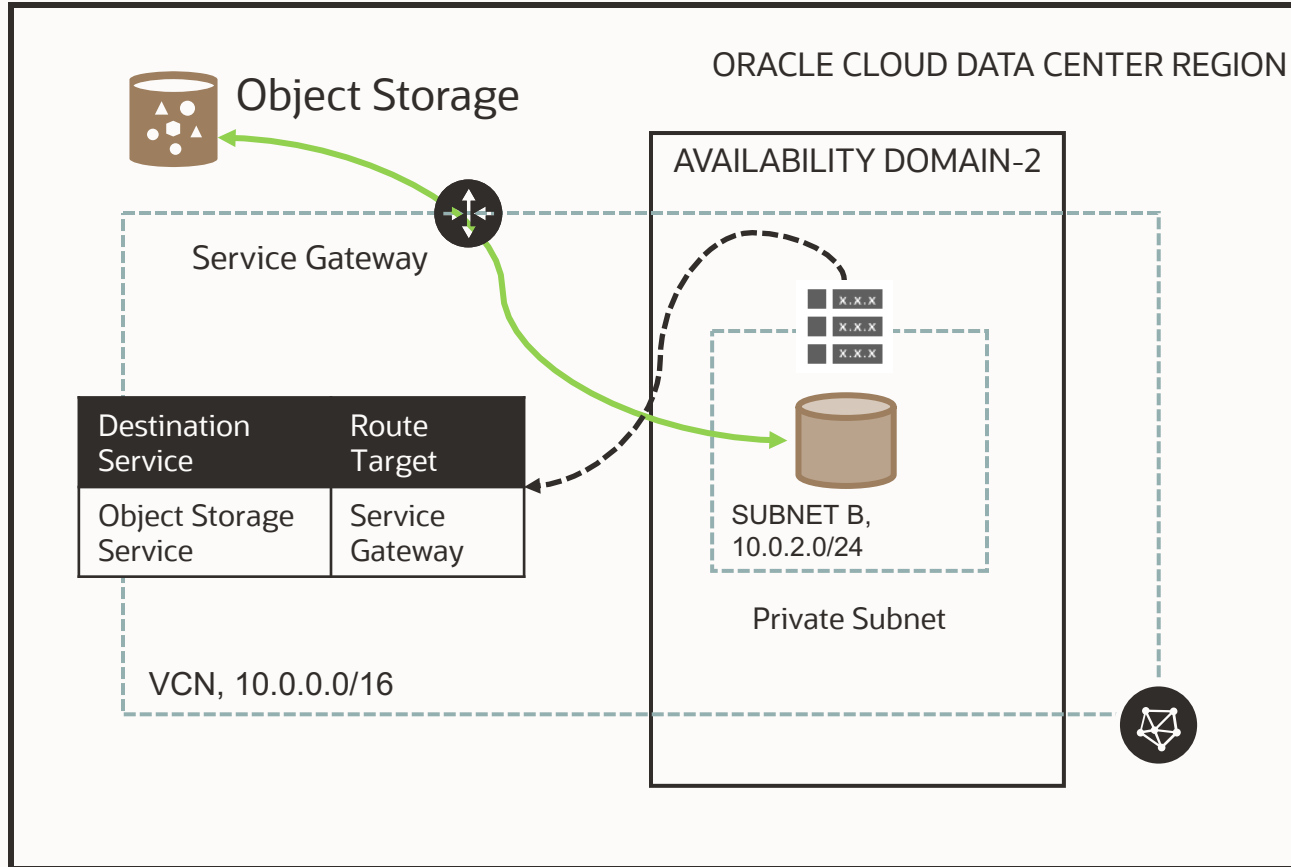 ORACLE CLOUD DATA CENTER REGION
Object Storage
AVAILABILITY DOMAIN-2
Service Gateway
x.x.x
x.x.x
x.x.x
Destination
Service
Route
Target
Object Storage
Service
Service
Gateway
SUBNET B,
10.0.2.0/24
Private Subnet
VCN, 10.0.0.0/16